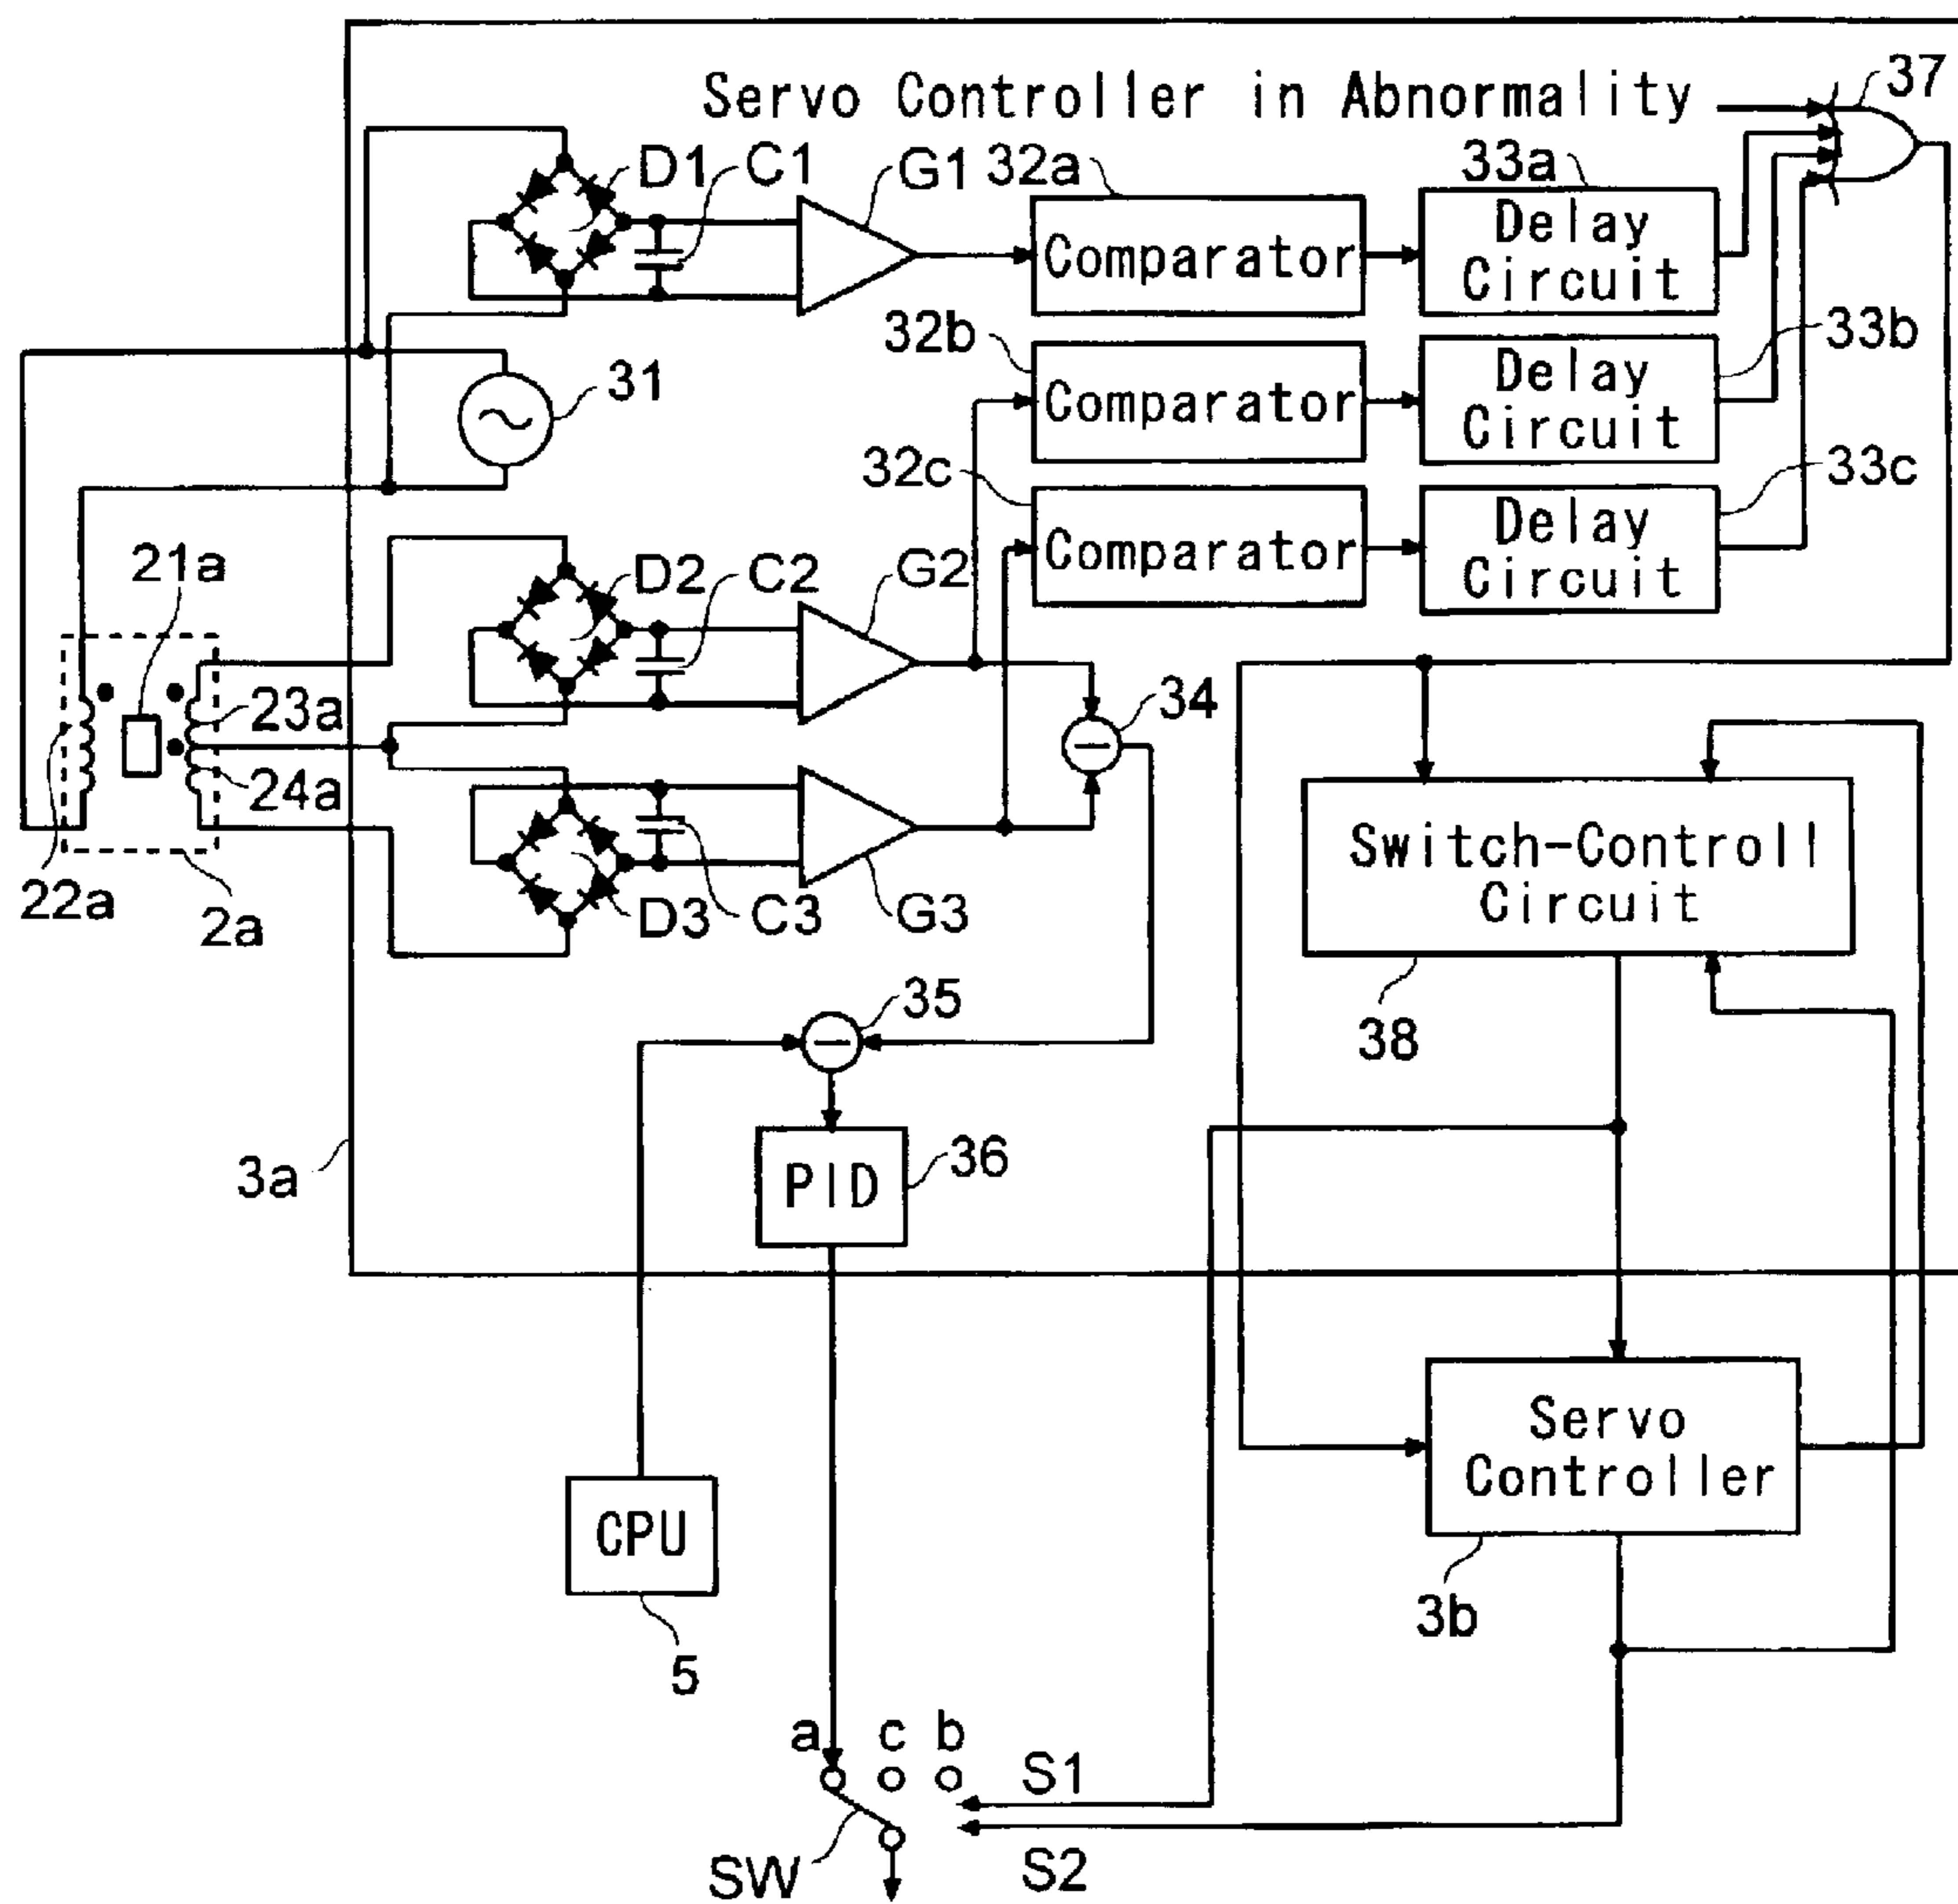 Servo Controller in Abnormality
37
D1
C1
G1
32a
33a
Comparator
Delay
Circuit
32b
33b
31
Comparator
Delay
Circuit
32c
33c
Comparator
Delay
Circuit
21a
D2
C2
G2
23a
34
24a
Switch-Controll
Circuit
22a
2a
D3
C3
G3
35
38
3a
PID
36
Servo
Controller
CPU
3b
5
a
c
b
S1
SW
S2